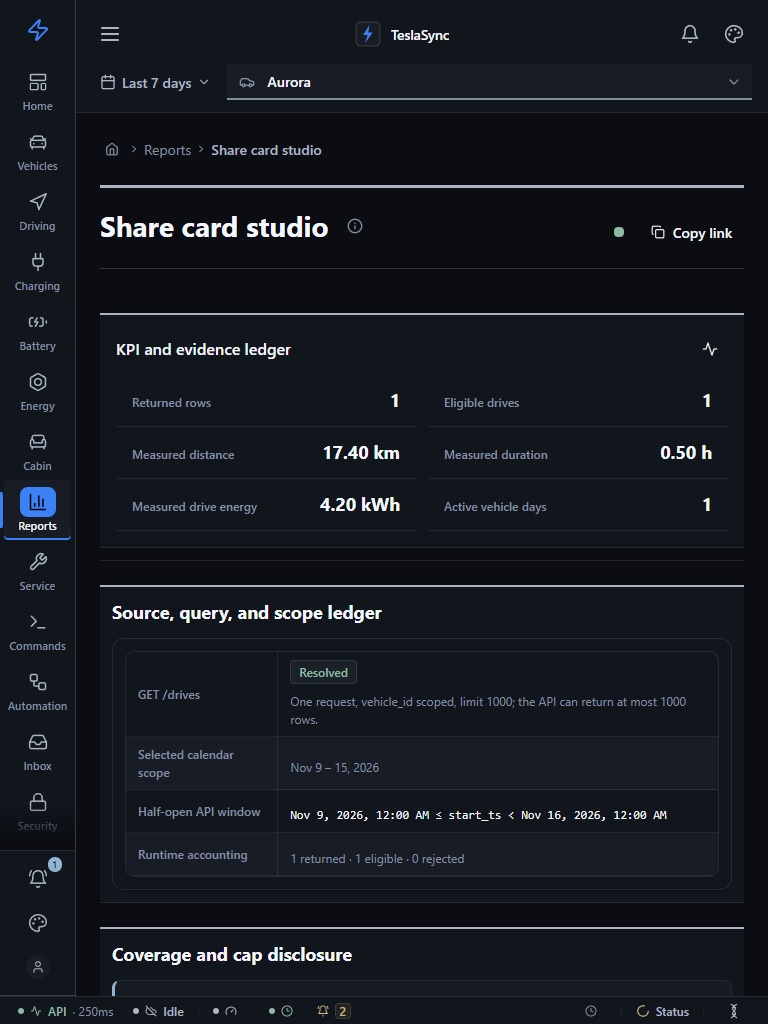 TeslaSync
Last 7 days
Aurora
Home
Vehicles
Driving
Charging
Battery
Energy
Cabin
Reports
Service
Commands
Automation
Inbox
Security
1
Reports
Share card studio
Share card studio
Copy link
KPI and evidence ledger
Returned rows 1
Eligible drives 1
Measured distance 17.40 km
Measured duration 0.50 h
Measured drive energy 4.20 kWh
Active vehicle days 1
Source, query, and scope ledger
GET /drives
Resolved
One request, vehicle_id scoped, limit 1000; the API can return at most 1000
rows.
Selected calendar
scope
Nov 9 – 15, 2026
Half-open API window
Nov 9, 2026, 12:00 AM ≤ start_ts < Nov 16, 2026, 12:00 AM
Runtime accounting
1 returned · 1 eligible · 0 rejected
Coverage and cap disclosure
API · 250ms
Idle
2
Status